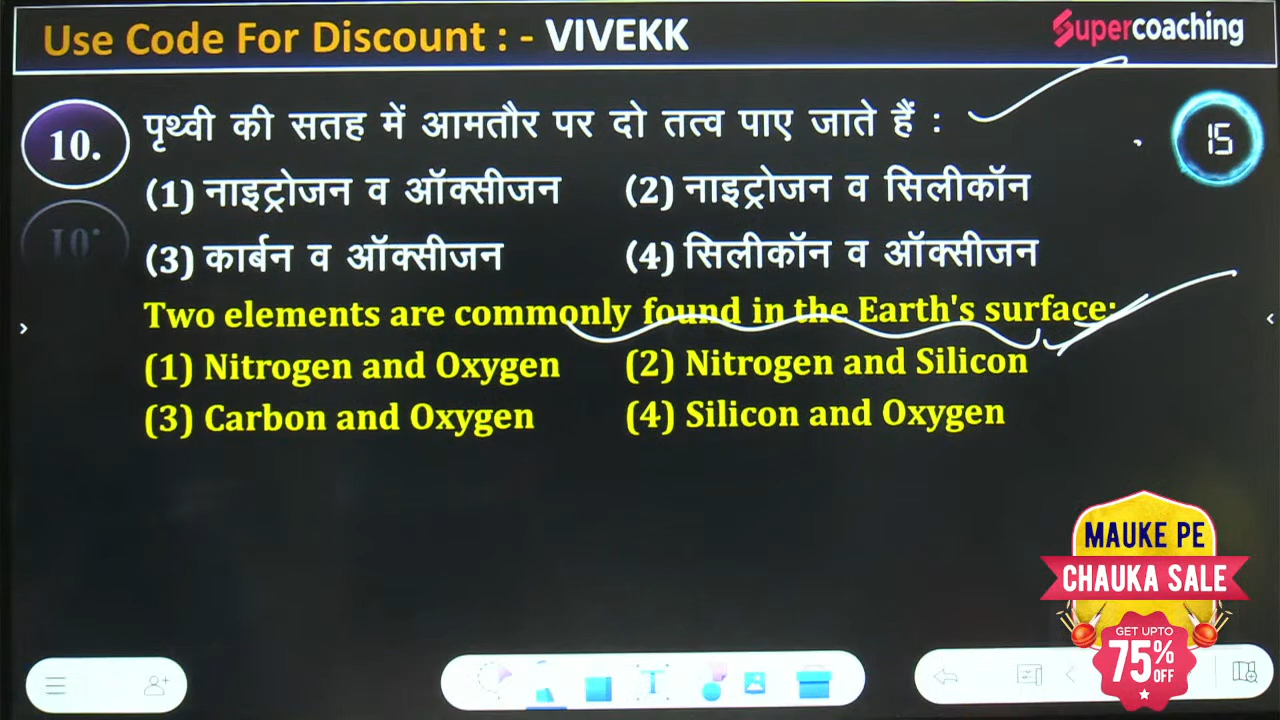 Use Code For Discount : - VIVEKK
Supercoaching
10.
पृथ्वी की सतह में आमतौर पर दो तत्व पाए जाते हैं :
15
(1) नाइट्रोजन व ऑक्सीजन
(2) नाइट्रोजन व सिलीकॉन
(3) कार्बन व ऑक्सीजन
(4) सिलीकॉन व ऑक्सीजन
Two elements are commonly found in the Earth's surface:
(1) Nitrogen and Oxygen
(2) Nitrogen and Silicon
(3) Carbon and Oxygen
(4) Silicon and Oxygen
MAUKE PE
CHAUKA SALE
GET UPTO
75% OFF